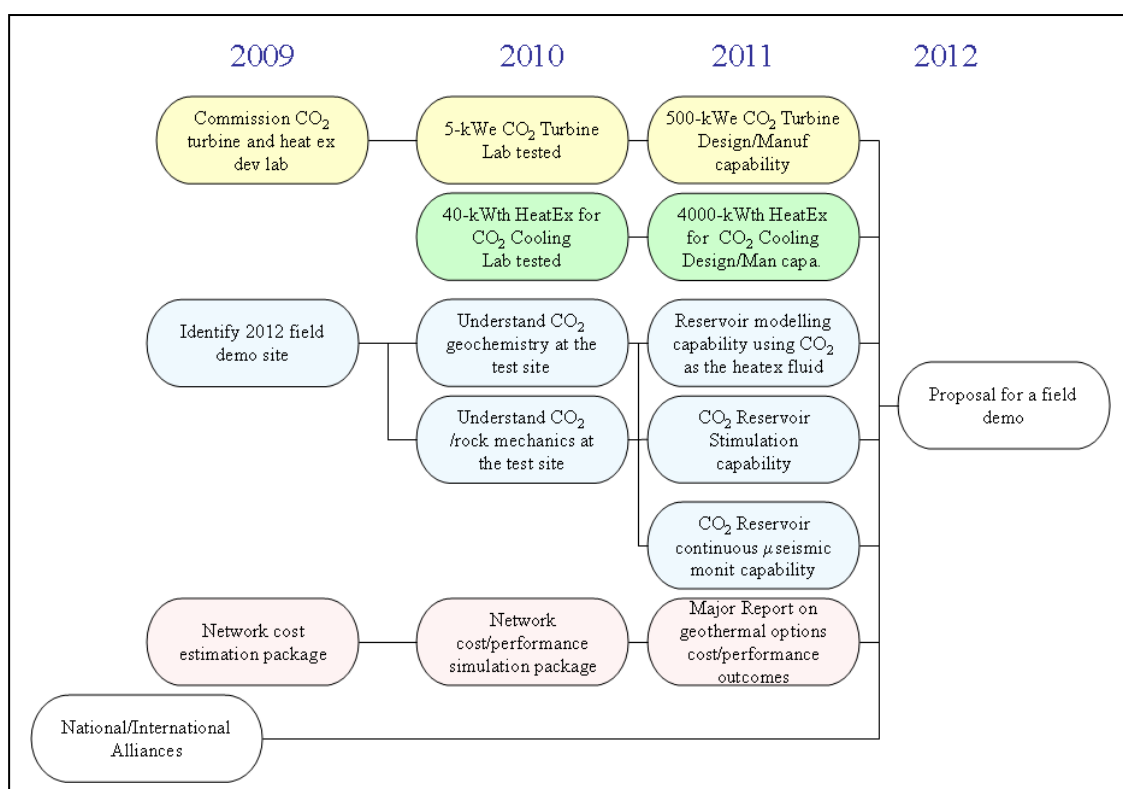 2009
2010
2011
2012
Commission CO₂
turbine and heat ex
dev lab
5-kWe CO₂ Turbine
Lab tested
500-kWe CO₂ Turbine
Design/Manuf
capability
40-kWth HeatEx for
CO₂ Cooling
Lab tested
4000-kWth HeatEx
for CO₂ Cooling
Design/Man capa.
Identify 2012 field
demo site
Understand CO₂
geochemistry at the
test site
Reservoir modelling
capability using CO₂
as the heatex fluid
Understand CO₂
/rock mechanics at
the test site
CO₂ Reservoir
Stimulation
capability
Proposal for a field
demo
CO₂ Reservoir
continuous μseismic
monit capability
Network cost
estimation package
Network
cost/performance
simulation package
Major Report on
geothermal options
cost/performance
outcomes
National/International
Alliances